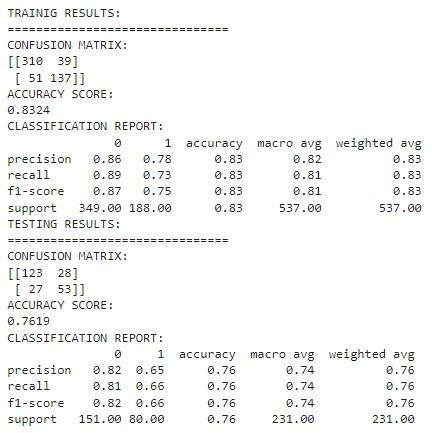 TRAINIG RESULTS:
===============================
CONFUSION MATRIX:
[[310  39]
 [ 51 137]]
ACCURACY SCORE:
0.8324
CLASSIFICATION REPORT:
                0      1  accuracy  macro avg  weighted avg
precision    0.86   0.78      0.83       0.82          0.83
recall       0.89   0.73      0.83       0.81          0.83
f1-score     0.87   0.75      0.83       0.81          0.83
support    349.00 188.00      0.83     537.00        537.00
TESTING RESULTS:
===============================
CONFUSION MATRIX:
[[123  28]
 [ 27  53]]
ACCURACY SCORE:
0.7619
CLASSIFICATION REPORT:
                0     1  accuracy  macro avg  weighted avg
precision    0.82  0.65      0.76       0.74          0.76
recall       0.81  0.66      0.76       0.74          0.76
f1-score     0.82  0.66      0.76       0.74          0.76
support    151.00 80.00      0.76     231.00        231.00